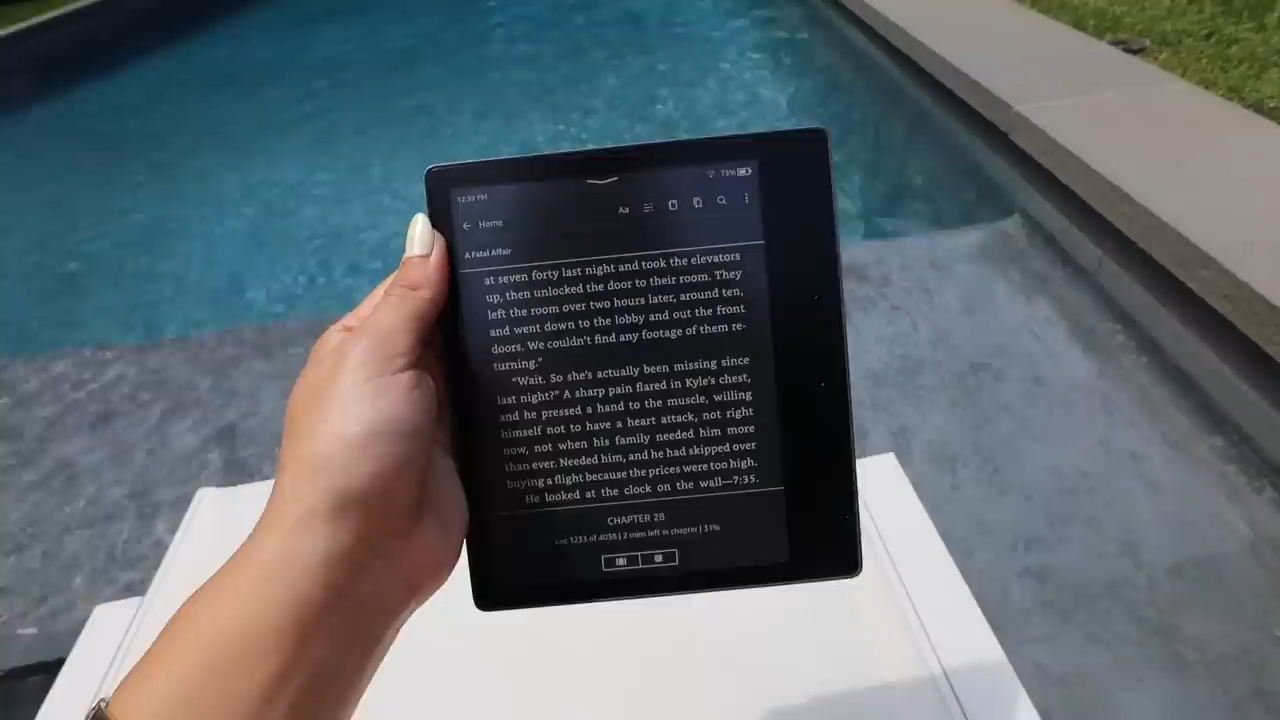 12:39 PM
73%
Home
Aa
A Fatal Affair
at seven forty last night and took the elevators
up, then unlocked the door to their room. They
left the room over two hours later, around ten,
and went down to the lobby and out the front
doors. We couldn't find any footage of them re-
turning."
"Wait. So she's actually been missing since
last night?" A sharp pain flared in Kyle's chest,
and he pressed a hand to the muscle, willing
himself not to have a heart attack, not right
now, not when his family needed him more
than ever. Needed him, and he had skipped over
buying a flight because the prices were too high.
He looked at the clock on the wall—7:35.
CHAPTER 28
Loc 1233 of 4038 | 2 mins left in chapter | 31%